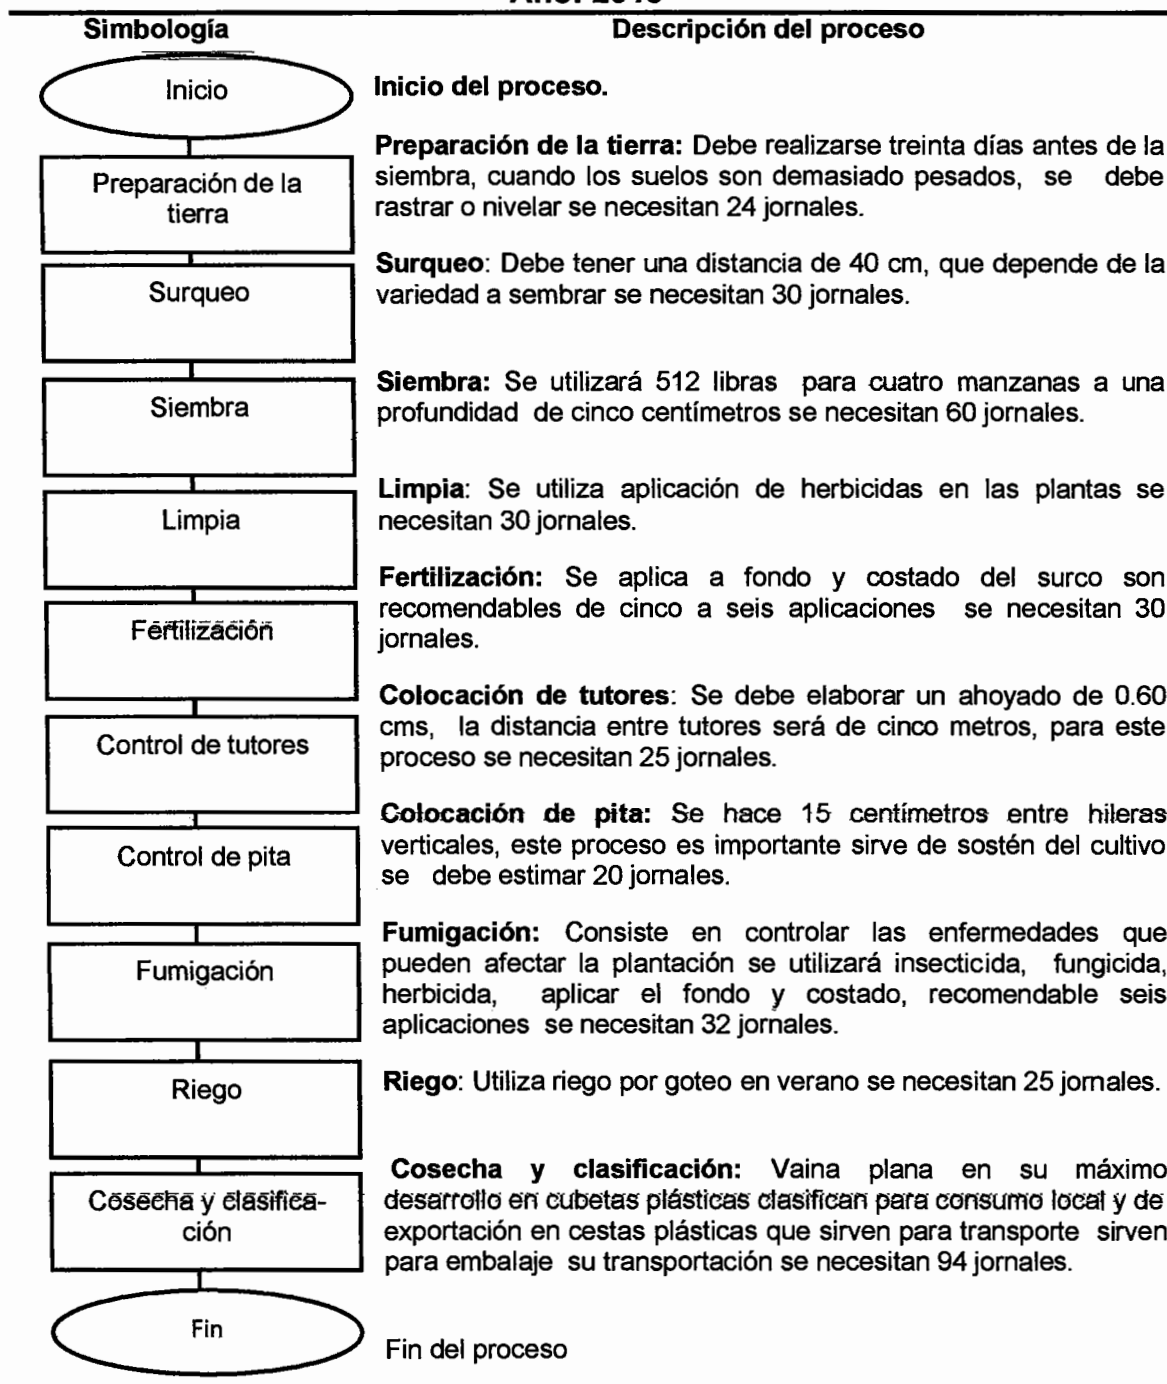 Simbología
Descripción del proceso
Inicio
Inicio del proceso.
Preparación de la
tierra
Preparación de la tierra: Debe realizarse treinta días antes de la
siembra, cuando los suelos son demasiado pesados, se debe
rastrar o nivelar se necesitan 24 jornales.
Surqueo
Surqueo: Debe tener una distancia de 40 cm, que depende de la
variedad a sembrar se necesitan 30 jornales.
Siembra
Siembra: Se utilizará 512 libras para cuatro manzanas a una
profundidad de cinco centímetros se necesitan 60 jornales.
Limpia
Limpia: Se utiliza aplicación de herbicidas en las plantas se
necesitan 30 jornales.
Fertilización
Fertilización: Se aplica a fondo y costado del surco son
recomendables de cinco a seis aplicaciones se necesitan 30
jornales.
Control de tutores
Colocación de tutores: Se debe elaborar un ahoyado de 0.60
cms, la distancia entre tutores será de cinco metros, para este
proceso se necesitan 25 jornales.
Control de pita
Colocación de pita: Se hace 15 centímetros entre hileras
verticales, este proceso es importante sirve de sostén del cultivo
se debe estimar 20 jornales.
Fumigación
Fumigación: Consiste en controlar las enfermedades que
pueden afectar la plantación se utilizará insecticida, fungicida,
herbicida, aplicar el fondo y costado, recomendable seis
aplicaciones se necesitan 32 jornales.
Riego
Riego: Utiliza riego por goteo en verano se necesitan 25 jornales.
Cosecha y clasifica-
ción
Cosecha y clasificación: Vaina plana en su máximo
desarrollo en cubetas plásticas clasifican para consumo local y de
exportación en cestas plásticas que sirven para transporte sirven
para embalaje su transportación se necesitan 94 jornales.
Fin
Fin del proceso